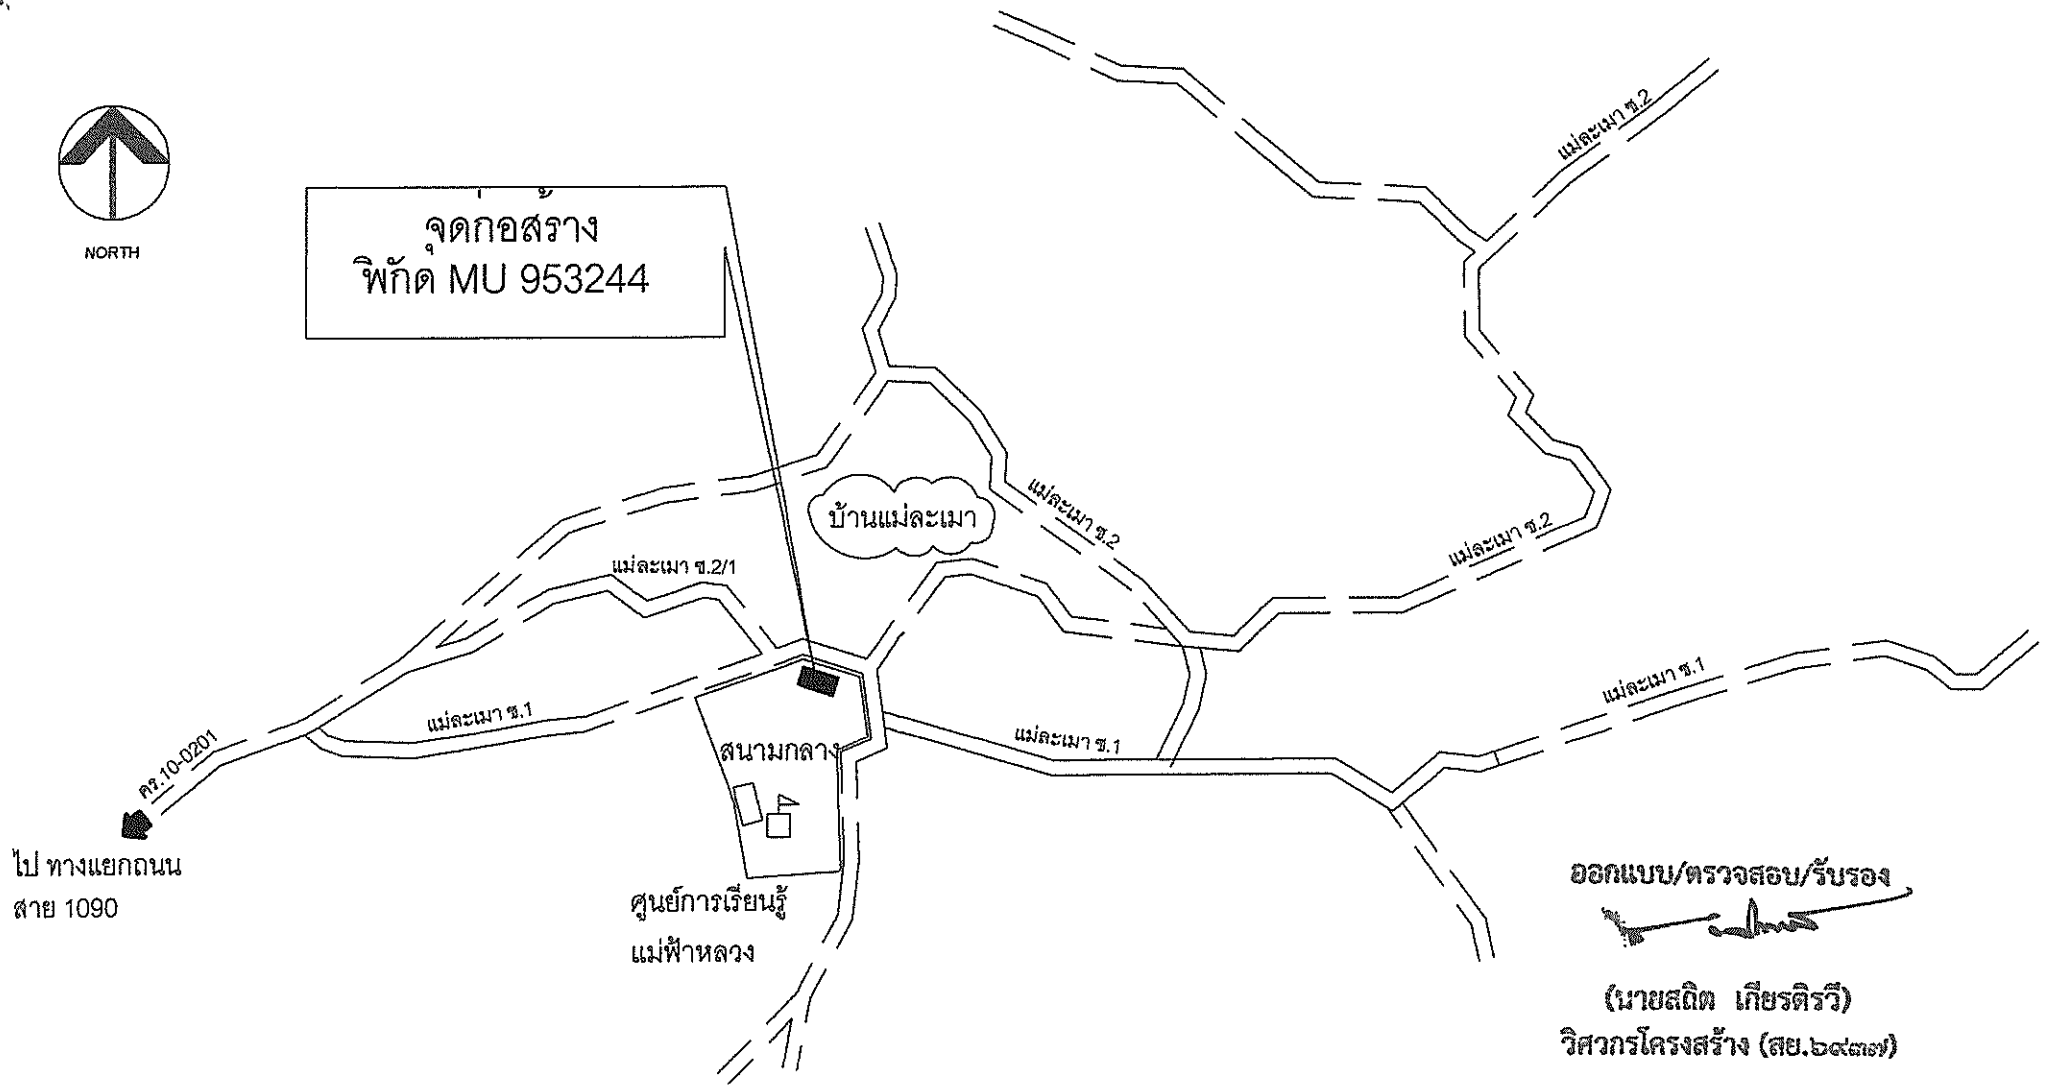 แม่ละเมา ซ.2
NORTH
จุดก่อสร้าง
พิกัด MU 953244
บ้านแม่ละเมา
แม่ละเมา ซ.2
แม่ละเมา ซ.2
แม่ละเมา ซ.2/1
แม่ละเมา ซ.1
แม่ละเมา ซ.1
แม่ละเมา ซ.1
คร.10-0201
สนามกลาง
ไป ทางแยกถนน
สาย 1090
ศูนย์การเรียนรู้
แม่ฟ้าหลวง
ออกแบบ/ตรวจสอบ/รับรอง
(นายสถิต เกียรติรวี)
วิศวกรโครงสร้าง (สย.๖๙๓๗)